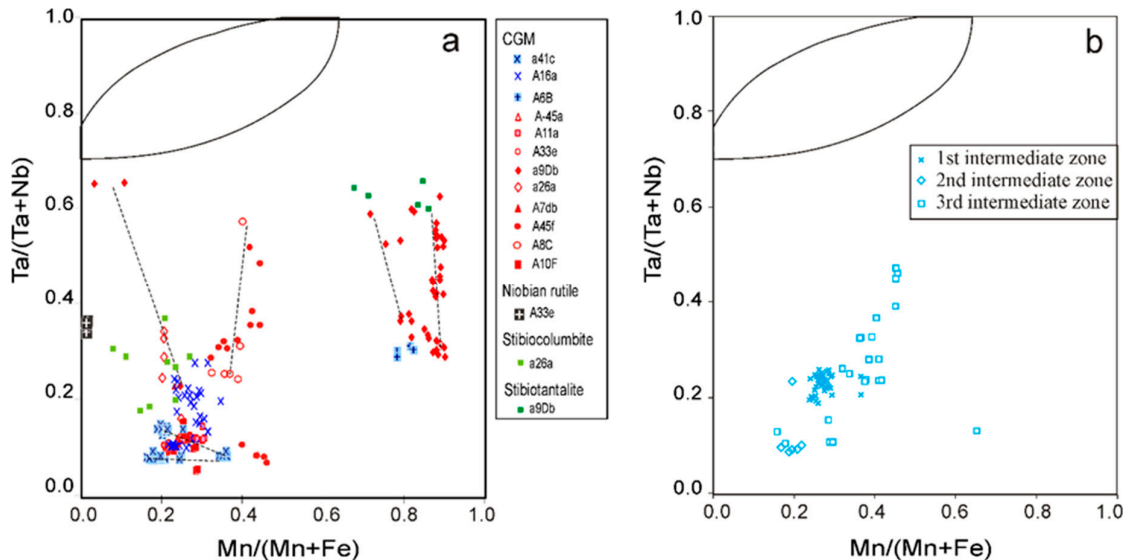 a
Ta/(Ta+Nb)
1.0
0.8
0.6
0.4
0.2
0.0
0.0 0.2 0.4 0.6 0.8 1.0
Mn/(Mn+Fe)
CGM
a41c
A16a
A6B
A-45a
A11a
A33e
a9Db
a26a
A7db
A45f
A8C
A10F
Niobian rutile
A33e
Stibiocolumbite
a26a
Stibiotantalite
a9Db
b
Ta/(Ta+Nb)
1.0
0.8
0.6
0.4
0.2
0.0
0.0 0.2 0.4 0.6 0.8 1.0
Mn/(Mn+Fe)
1st intermediate zone
2nd intermediate zone
3rd intermediate zone